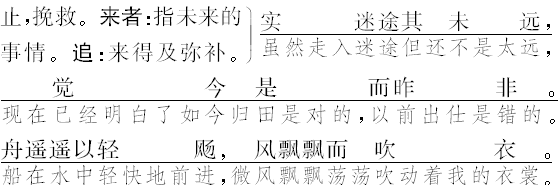 止，挽救。来者：指未来的
事情。追：来得及弥补。
实迷途其未远，
虽然走入迷途但还不是太远，
觉今是而昨非。
现在已经明白了如今归田是对的，以前出仕是错的。
舟遥遥以轻飏，风飘飘而吹衣。
船在水中轻快地前进，微风飘飘荡荡吹动着我的衣裳，